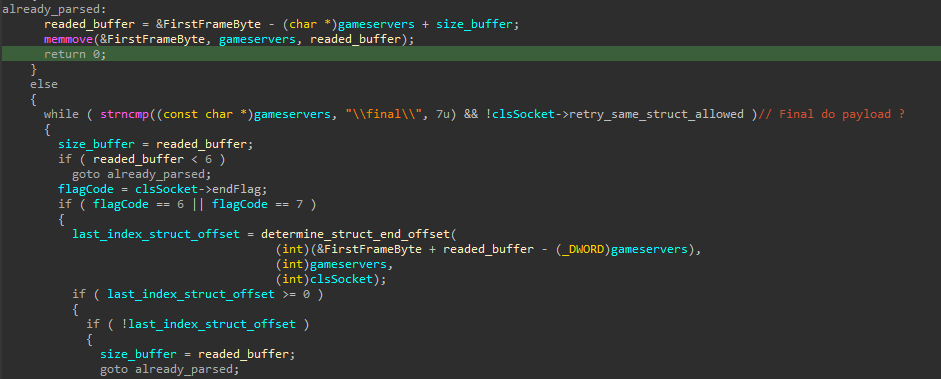 already_parsed:
readed_buffer = &FirstFrameByte - (char *)gameservers + size_buffer;
memmove(&FirstFrameByte, gameservers, readed_buffer);
return 0;
}
else
{
while ( strncmp((const char *)gameservers, "\\final\\", 7u) && !clsSocket->retry_same_struct_allowed )// Final do payload ?
{
size_buffer = readed_buffer;
if ( readed_buffer < 6 )
goto already_parsed;
flagCode = clsSocket->endFlag;
if ( flagCode == 6 || flagCode == 7 )
{
last_index_struct_offset = determine_struct_end_offset(
(int)(&FirstFrameByte + readed_buffer - (_DWORD)gameservers),
(int)gameservers,
(int)clsSocket);
if ( last_index_struct_offset >= 0 )
{
if ( !last_index_struct_offset )
{
size_buffer = readed_buffer;
goto already_parsed;